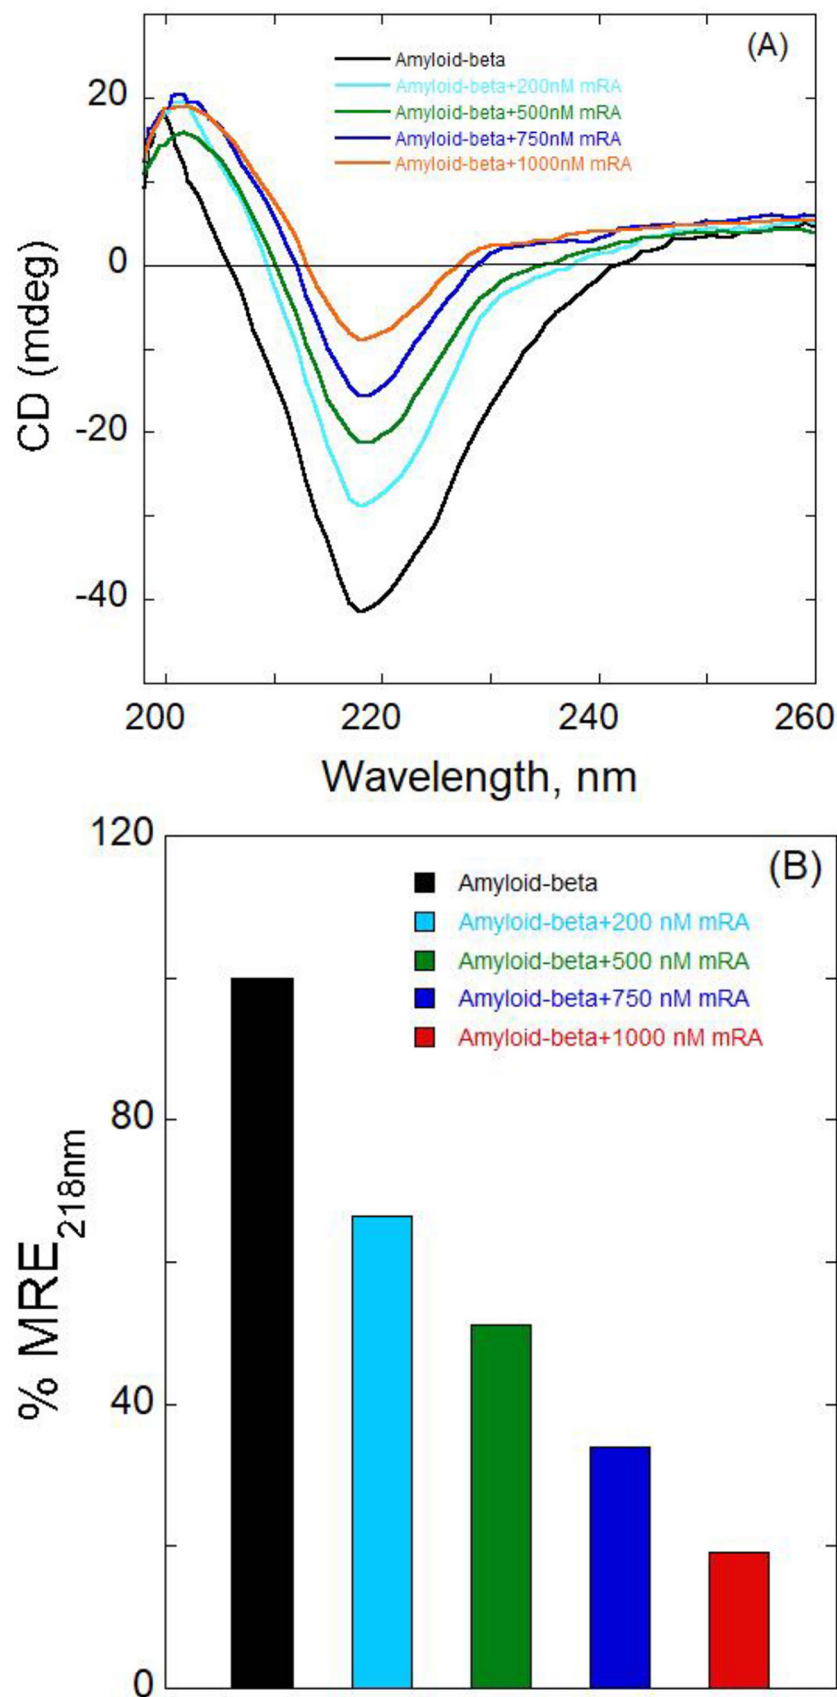 (A)
Amyloid-beta
Amyloid-beta+200nM mRA
Amyloid-beta+500nM mRA
Amyloid-beta+750nM mRA
Amyloid-beta+1000nM mRA
20
0
-20
-40
CD (mdeg)
200 220 240 260
Wavelength, nm
(B)
Amyloid-beta
Amyloid-beta+200 nM mRA
Amyloid-beta+500 nM mRA
Amyloid-beta+750 nM mRA
Amyloid-beta+1000 nM mRA
120
80
40
0
% MRE218nm